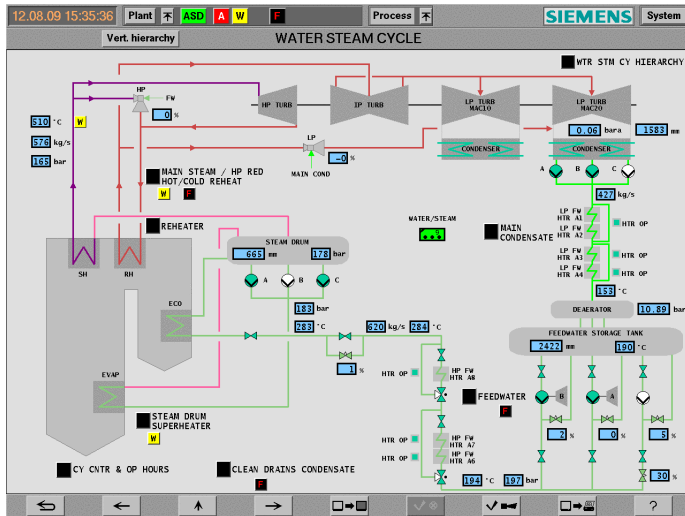 12.08.09 15:35:36
Plant
ASD
A
W
F
Process
SIEMENS
System
Vert. hierarchy
WATER STEAM CYCLE
WTR STM CY HIERARCHY
HP
FW
0 %
HP TURB
IP TURB
LP TURB
MAC10
LP TURB
MAC20
510 °C
W
576 kg/s
165 bar
0.06 bara
1583 mm
LP
-0 %
MAIN COND
CONDENSER
CONDENSER
A
B
C
MAIN STEAM / HP RED
HOT/COLD REHEAT
W
F
427 kg/s
REHEATER
WATER/STEAM
MAIN
CONDENSATE
LP FW
HTR A1
HTR OP
LP FW
HTR A2
LP FW
HTR A3
HTR OP
LP FW
HTR A4
HTR OP
STEAM DRUM
665 mm
178 bar
SH
RH
A
B
C
153 °C
DEAERATOR
10.89 bar
ECO
183 bar
283 °C
620 kg/s
284 °C
FEEDWATER STORAGE TANK
2422 mm
190 °C
1 %
HTR OP
HP FW
HTR A8
EVAP
FEEDWATER
F
B
A
STEAM DRUM
SUPERHEATER
W
2 %
0 %
5 %
HTR OP
HP FW
HTR A7
HTR OP
HP FW
HTR A6
CY CNTR & OP HOURS
CLEAN DRAINS CONDENSATE
F
194 °C
197 bar
30 %
?